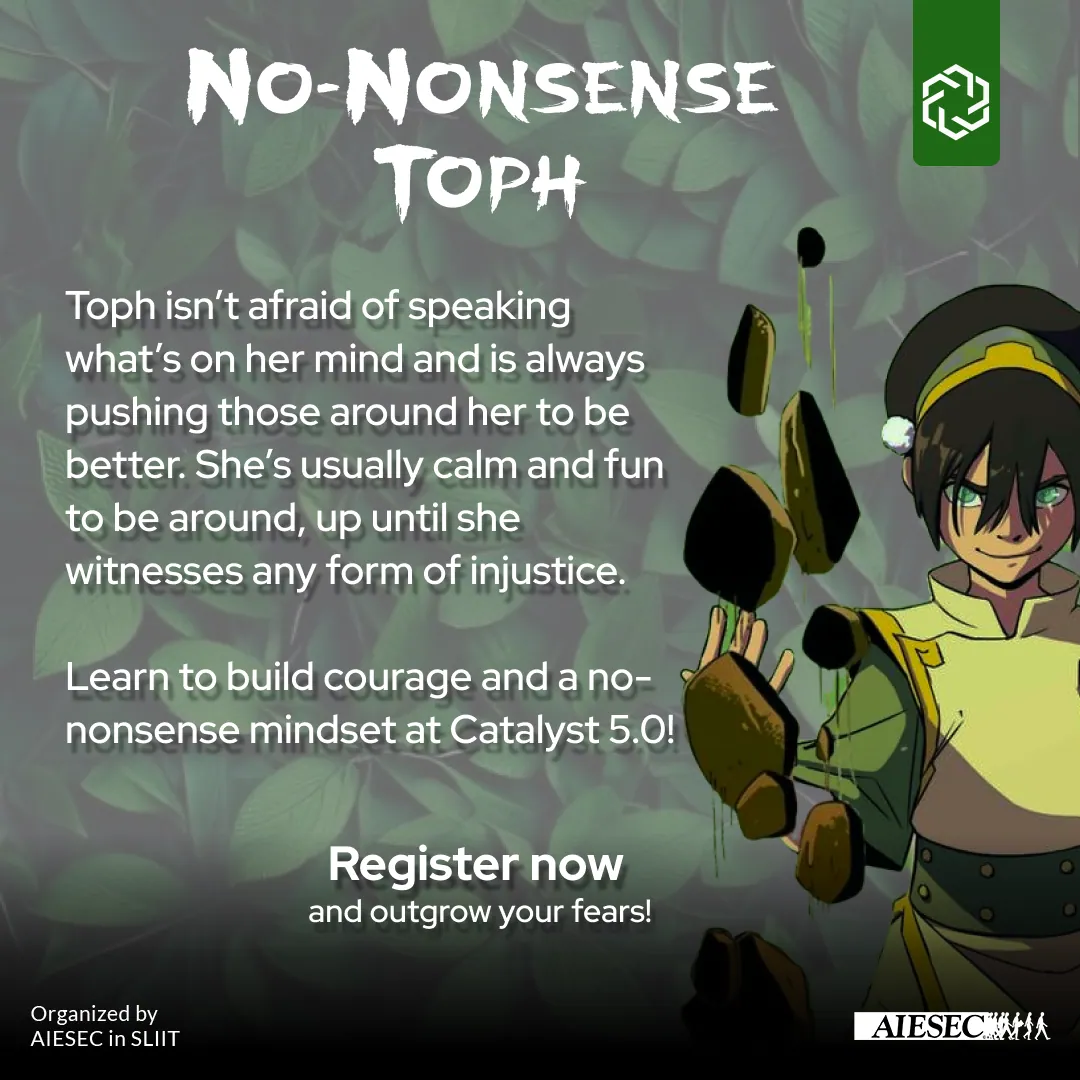 No-Nonsense
Toph
Toph isn’t afraid of speaking
what’s on her mind and is always
pushing those around her to be
better. She’s usually calm and fun
to be around, up until she
witnesses any form of injustice.
Learn to build courage and a no-
nonsense mindset at Catalyst 5.0!
Register now
and outgrow your fears!
Organized by
AIESEC in SLIIT
AIESEC